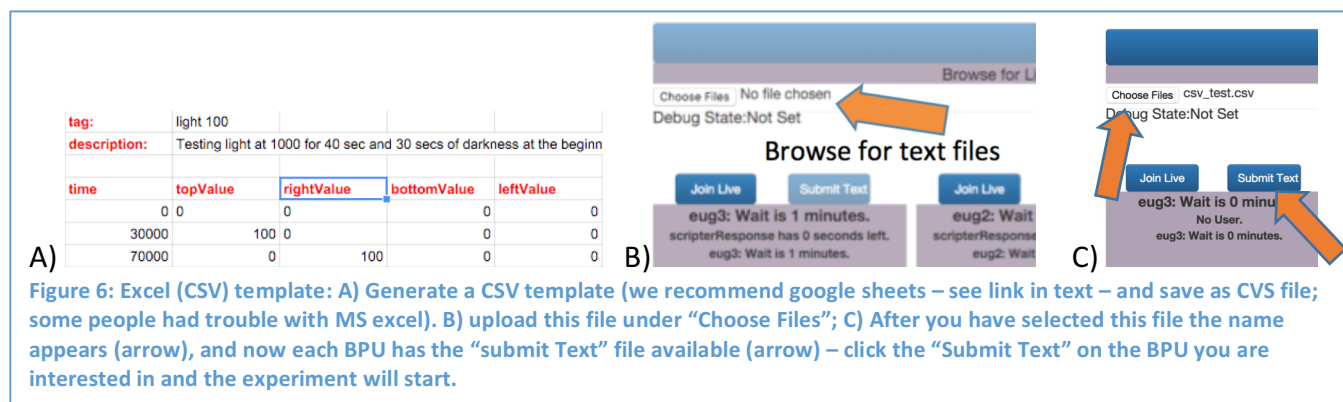 tag: light 100
description: Testing light at 1000 for 40 sec and 30 secs of darkness at the beginn
time topValue rightValue bottomValue leftValue
0 0 0 0 0
30000 100 0 0 0
70000 0 100 0 0
A)
Browse for Li
Choose Files No file chosen
Debug State:Not Set
Browse for text files
Join Live Submit Text Join Live
eug3: Wait is 1 minutes. eug2: Wait
scripterResponse has 0 seconds left. scripterResponse
eug3: Wait is 1 minutes. eug2: Wait
B)
Choose Files csv_test.csv
Debug State:Not Set
Join Live Submit Text
eug3: Wait is 0 minu
No User.
eug3: Wait is 0 minutes.
C)
Figure 6: Excel (CSV) template: A) Generate a CSV template (we recommend google sheets – see link in text – and save as CVS file;
some people had trouble with MS excel). B) upload this file under “Choose Files”; C) After you have selected this file the name
appears (arrow), and now each BPU has the “submit Text” file available (arrow) – click the “Submit Text” on the BPU you are
interested in and the experiment will start.